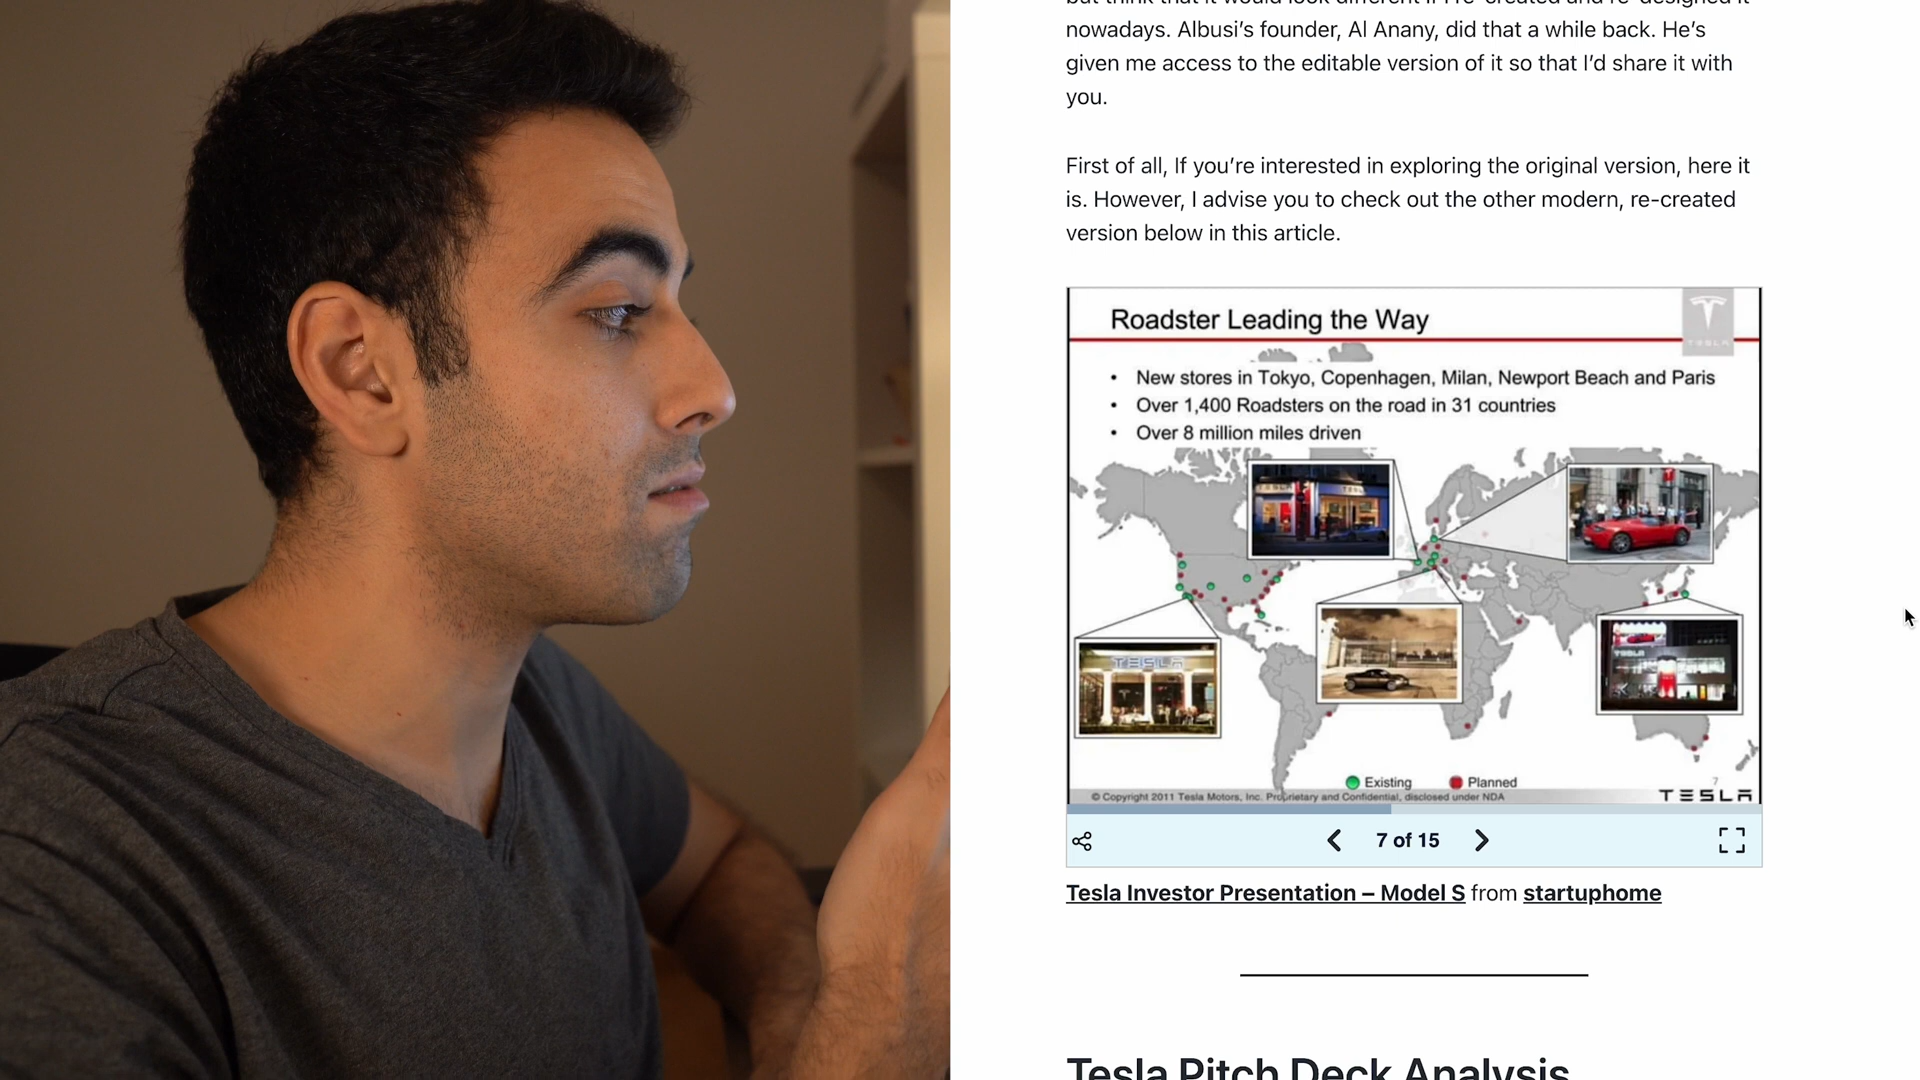 nowadays. Albusi’s founder, Al Anany, did that a while back. He’s
given me access to the editable version of it so that I’d share it with
you.
First of all, If you’re interested in exploring the original version, here it
is. However, I advise you to check out the other modern, re-created
version below in this article.
Roadster Leading the Way
TESLA
• New stores in Tokyo, Copenhagen, Milan, Newport Beach and Paris
• Over 1,400 Roadsters on the road in 31 countries
• Over 8 million miles driven
TESLA
Existing Planned
7
© Copyright 2011 Tesla Motors, Inc. Proprietary and Confidential, disclosed under NDA
TESLA
7 of 15
Tesla Investor Presentation – Model S from startuphome
Tesla Pitch Deck Analysis